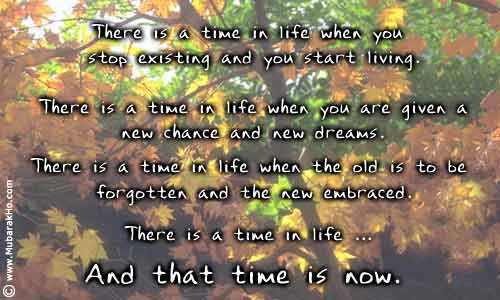 There is a time in life when you
stop existing and you start living.
There is a time in life when you are given a
new chance and new dreams.
There is a time in life when the old is to be
forgotten and the new embraced.
There is a time in life ...
And that time is now.
© www.Mubarakho.com